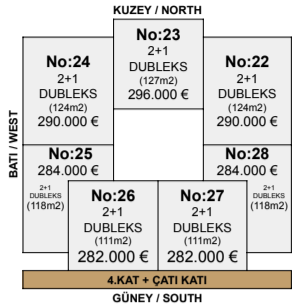 KUZEY / NORTH
No:23
2+1
DUBLEKS
(127m2)
296.000 €
No:24
2+1
DUBLEKS
(124m2)
290.000 €
No:22
2+1
DUBLEKS
(124m2)
290.000 €
BATI / WEST
No:25
284.000 €
2+1
DUBLEKS
(118m2)
No:28
284.000 €
2+1
DUBLEKS
(118m2)
No:26
2+1
DUBLEKS
(111m2)
282.000 €
No:27
2+1
DUBLEKS
(111m2)
282.000 €
4.KAT + ÇATI KATI
GÜNEY / SOUTH